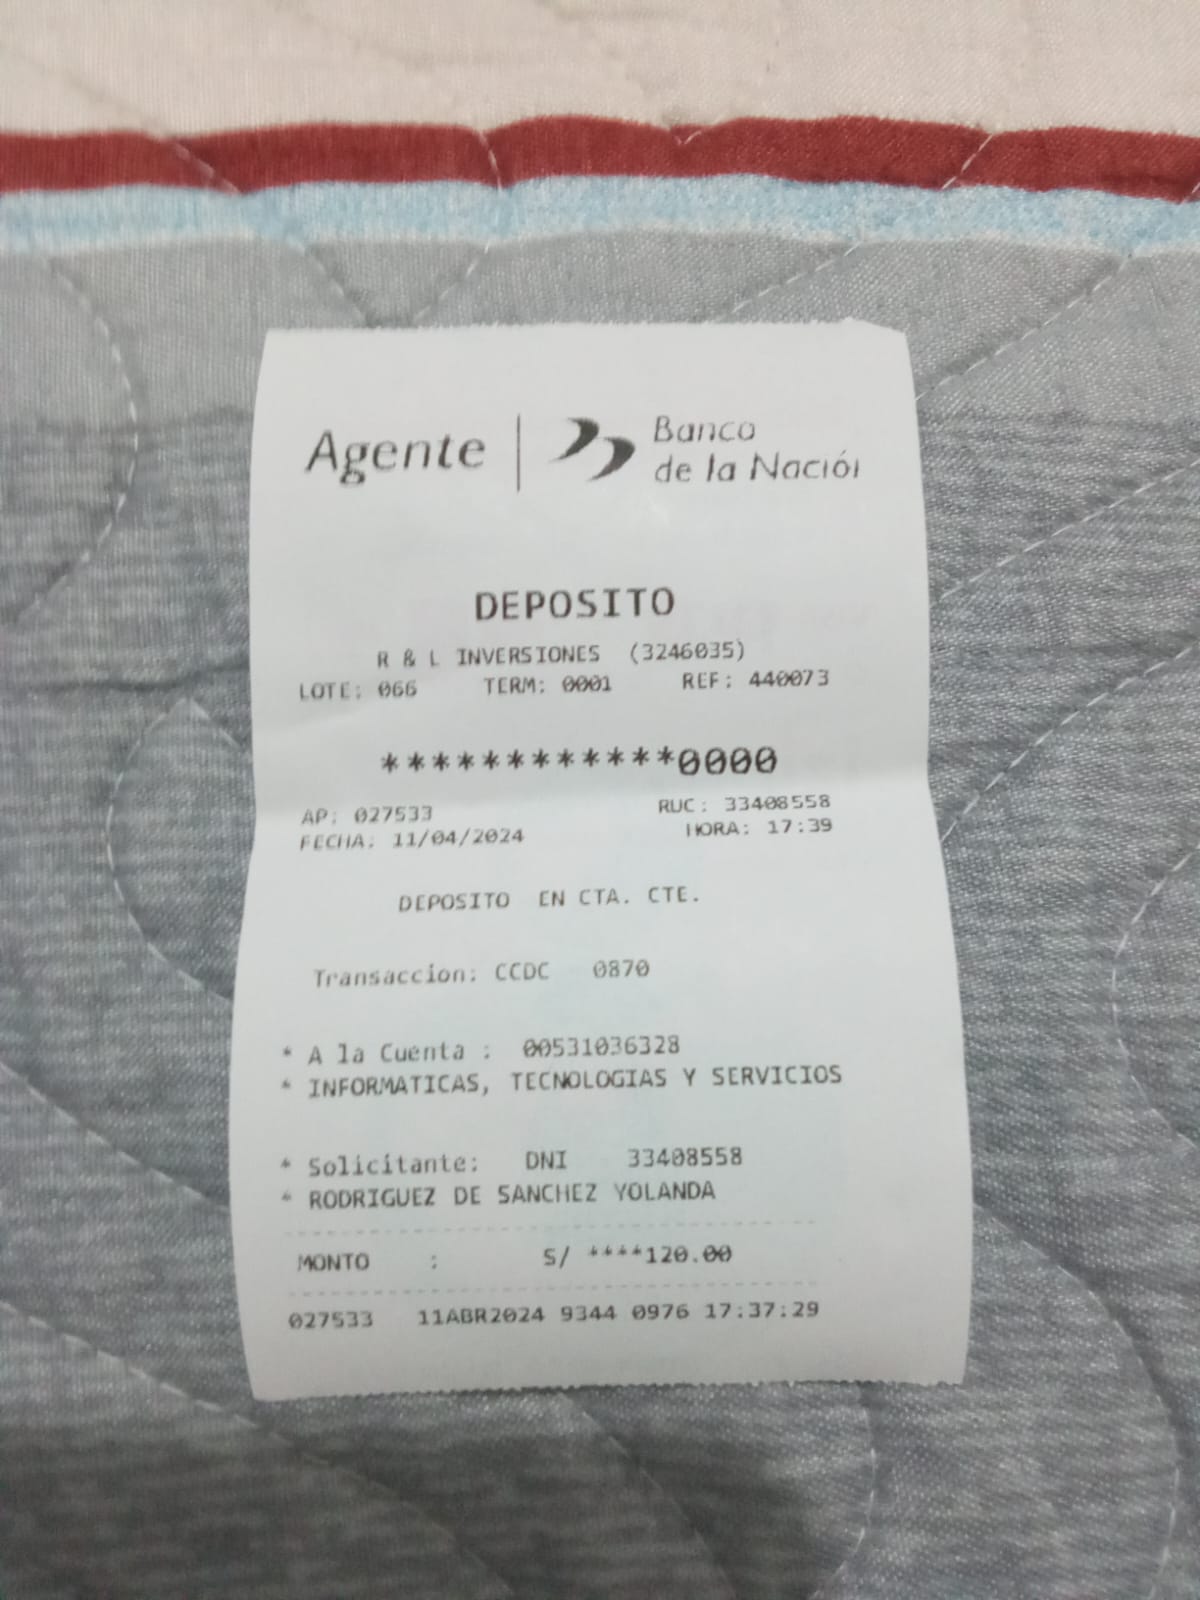 Agente | Banco
de la Nación
DEPOSITO
R & L INVERSIONES (3246035)
LOTE: 066 TERM: 0001 REF: 440073
************0000
AP: 027533 RUC: 33408558
FECHA: 11/04/2024 HORA: 17:39
DEPOSITO EN CTA. CTE.
Transaccion: CCDC 0870
* A la Cuenta : 00531036328
* INFORMATICAS, TECNOLOGIAS Y SERVICIOS
* Solicitante: DNI 33408558
* RODRIGUEZ DE SANCHEZ YOLANDA
MONTO : S/ ****120.00
027533 11ABR2024 9344 0976 17:37:29